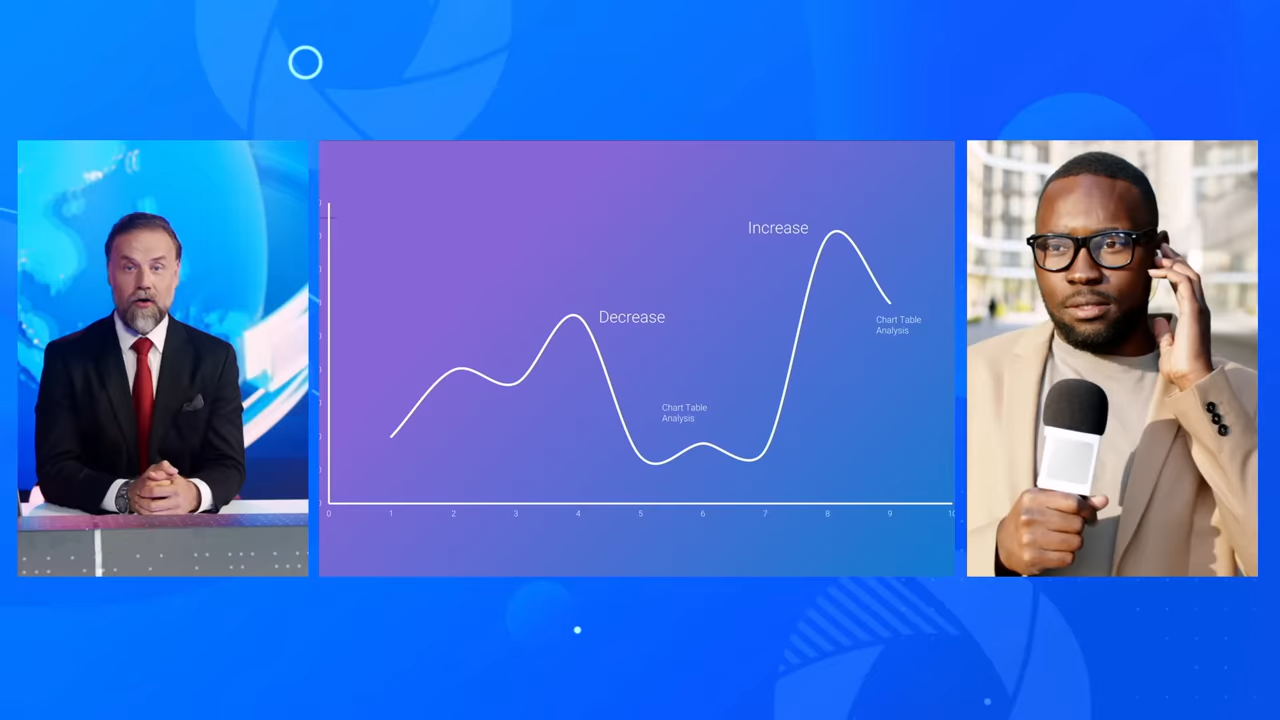 Increase
Decrease
Chart Table
Analysis
Chart Table
Analysis
0 1 2 3 4 5 6 7 8 9 10